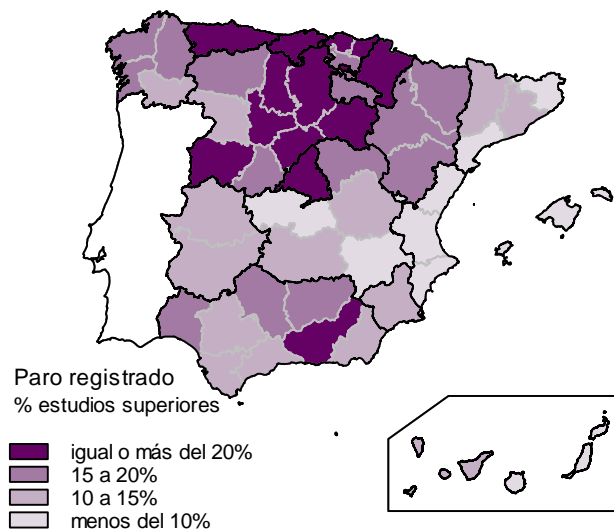 Paro registrado
% estudios superiores
igual o más del 20%
15 a 20%
10 a 15%
menos del 10%